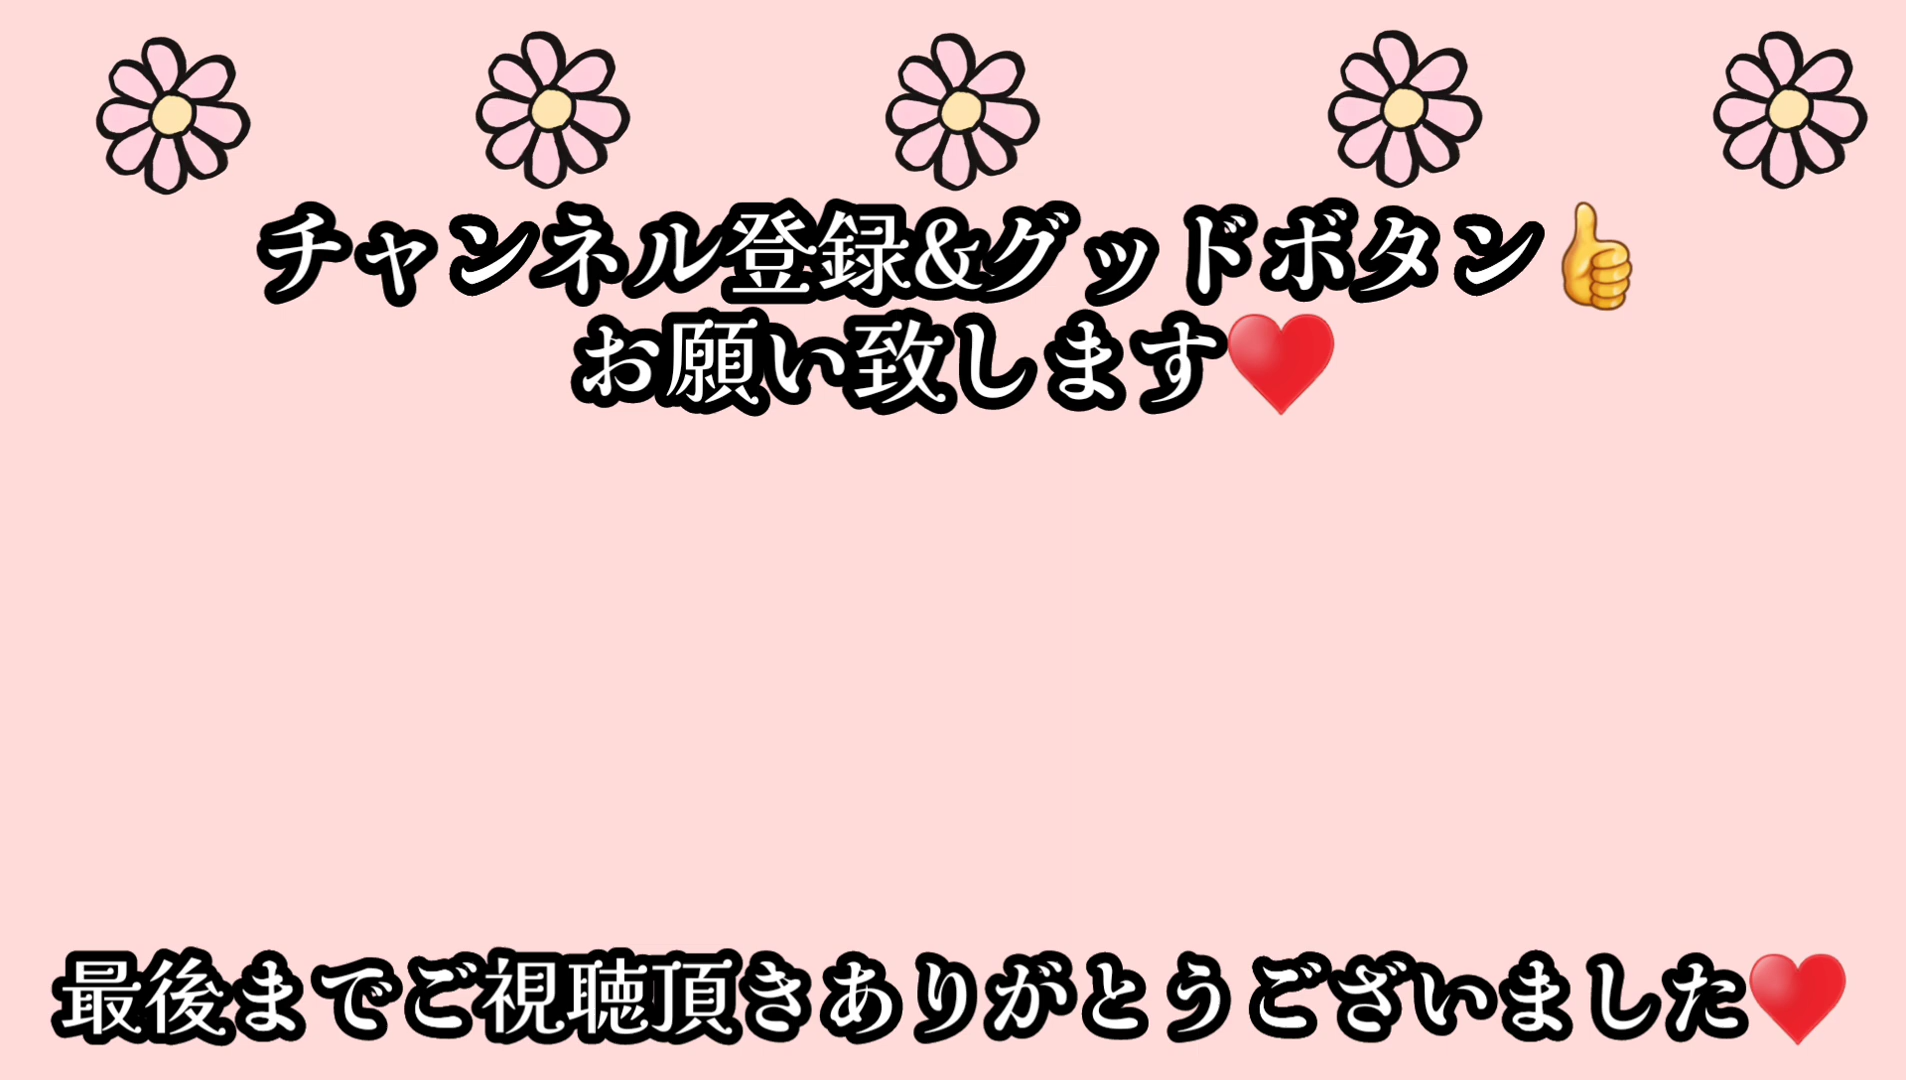 チャンネル登録&グッドボタン👍
お願い致します♥️
最後までご視聴頂きありがとうございました♥️